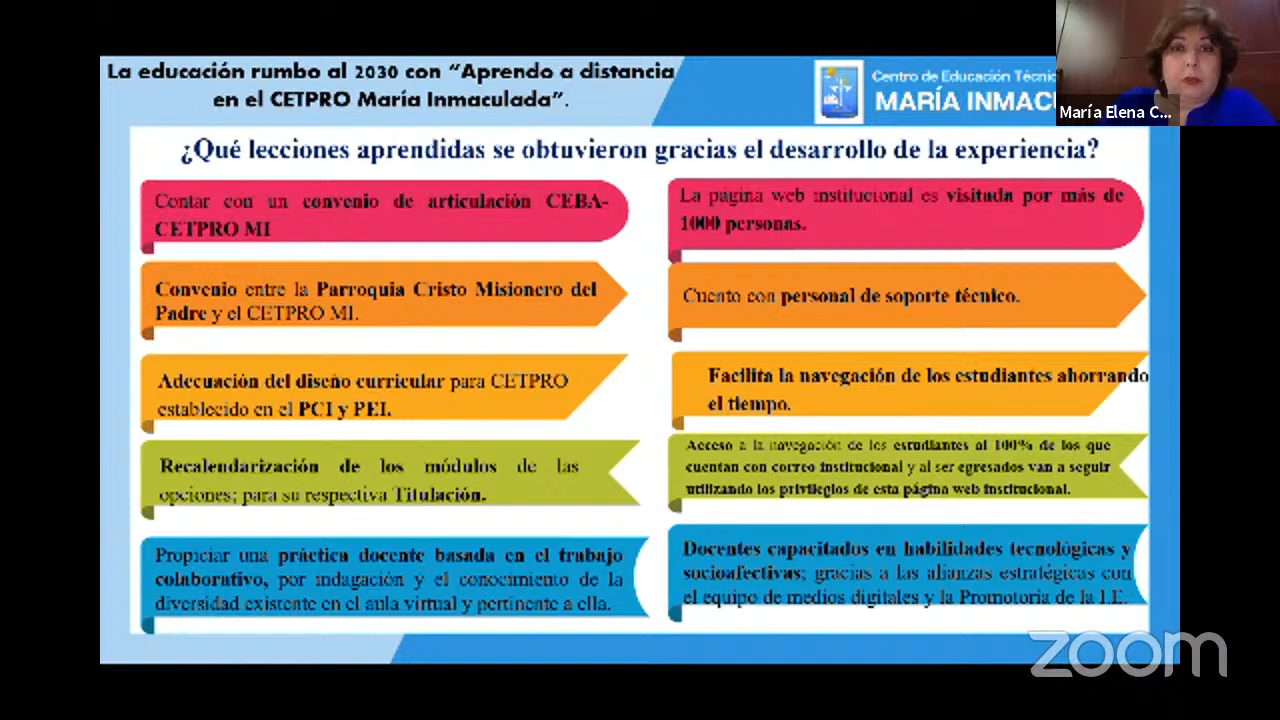 La educación rumbo al 2030 con “Aprendo a distancia
en el CETPRO María Inmaculada”.
Centro de Educación Técni
MARÍA INMAC
María Elena C...
¿Qué lecciones aprendidas se obtuvieron gracias el desarrollo de la experiencia?
Contar con un convenio de articulación CEBA-
CETPRO MI
Convenio entre la Parroquia Cristo Misionero del
Padre y el CETPRO MI.
Adecuación del diseño curricular para CETPRO
establecido en el PCI y PEI.
Recalendarización de los módulos de las
opciones; para su respectiva Titulación.
Propiciar una práctica docente basada en el trabajo
colaborativo, por indagación y el conocimiento de la
diversidad existente en el aula virtual y pertinente a ella.
La página web institucional es visitada por más de
1000 personas.
Cuento con personal de soporte técnico.
Facilita la navegación de los estudiantes ahorrando
el tiempo.
Acceso a la navegación de los estudiantes al 100% de los que
cuentan con correo institucional y al ser egresados van a seguir
utilizando los privilegios de esta página web institucional.
Docentes capacitados en habilidades tecnológicas y
socioafectivas; gracias a las alianzas estratégicas con
el equipo de medios digitales y la Promotoria de la I.E.
zoom